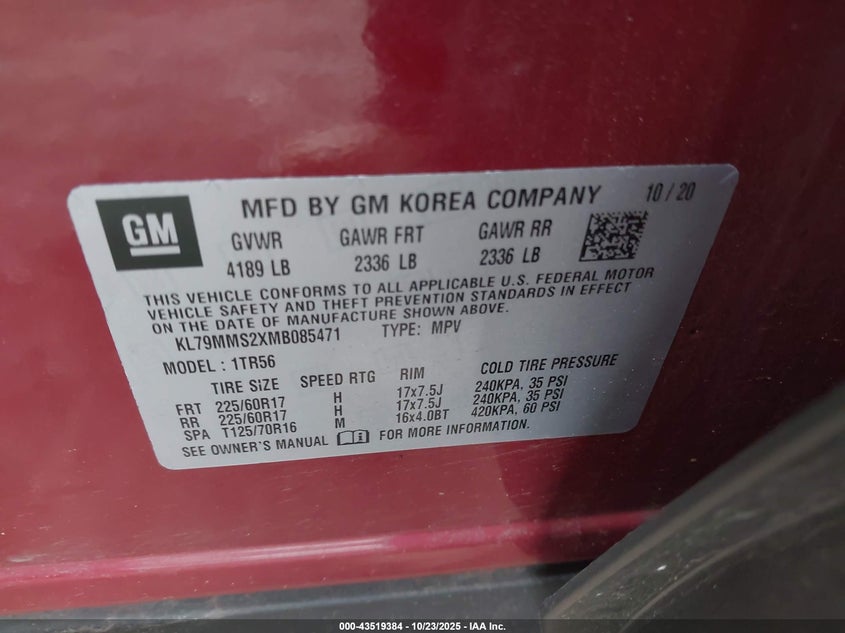 GM
MFD BY GM KOREA COMPANY 10/20
GVWR GAWR FRT GAWR RR
4189 LB 2336 LB 2336 LB
THIS VEHICLE CONFORMS TO ALL APPLICABLE U.S. FEDERAL MOTOR
VEHICLE SAFETY AND THEFT PREVENTION STANDARDS IN EFFECT
ON THE DATE OF MANUFACTURE SHOWN ABOVE.
KL79MMS2XMB085471 TYPE: MPV
MODEL : 1TR56
TIRE SIZE SPEED RTG RIM COLD TIRE PRESSURE
FRT 225/60R17 H 17x7.5J 240KPA, 35 PSI
RR 225/60R17 H 17x7.5J 240KPA, 35 PSI
SPA T125/70R16 M 16x4.0BT 420KPA, 60 PSI
SEE OWNER'S MANUAL FOR MORE INFORMATION.
000-43519384 | 10/23/2025 - IAA Inc.